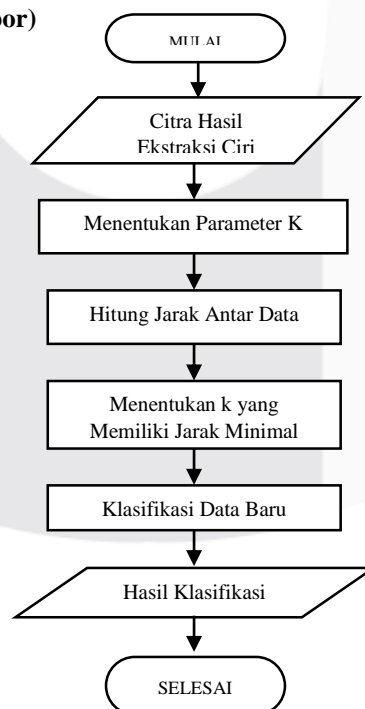 oor)
MULAI
Citra Hasil
Ekstraksi Ciri
Menentukan Parameter K
Hitung Jarak Antar Data
Menentukan k yang
Memiliki Jarak Minimal
Klasifikasi Data Baru
Hasil Klasifikasi
SELESAI